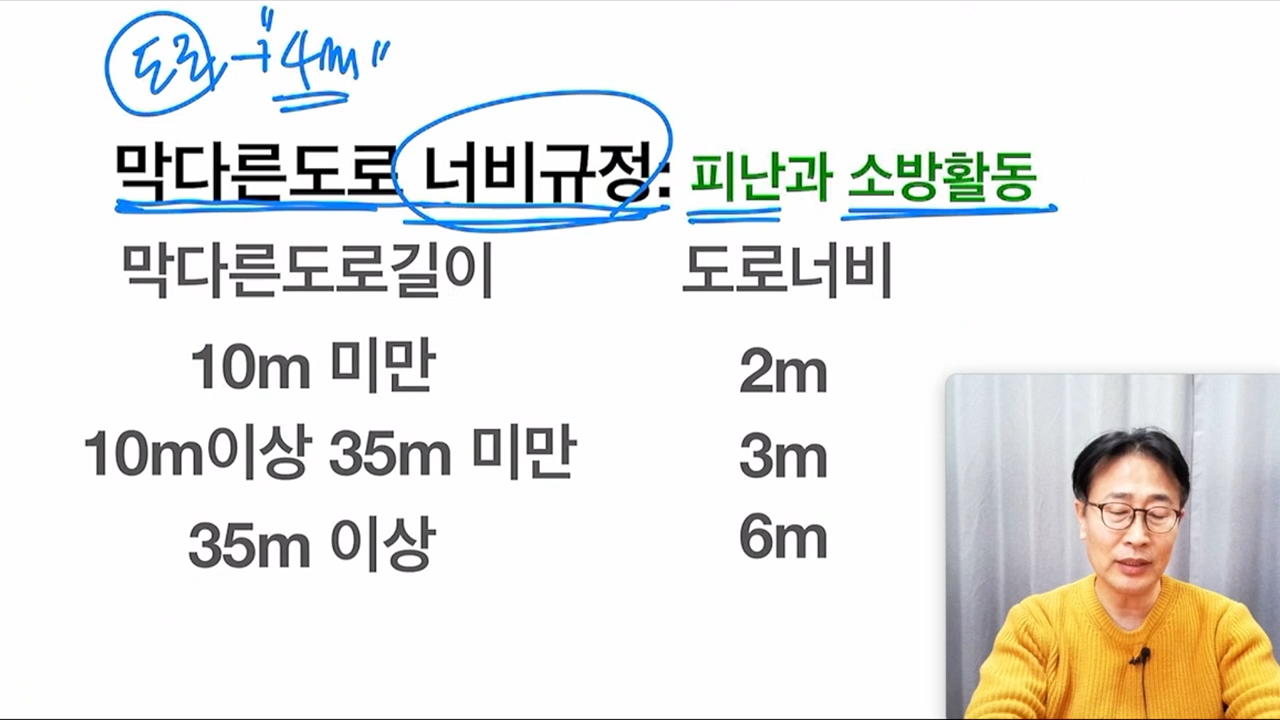 도로 → "4m"
막다른도로 너비규정: 피난과 소방활동
막다른도로길이 도로너비
10m 미만 2m
10m이상 35m 미만 3m
35m 이상 6m